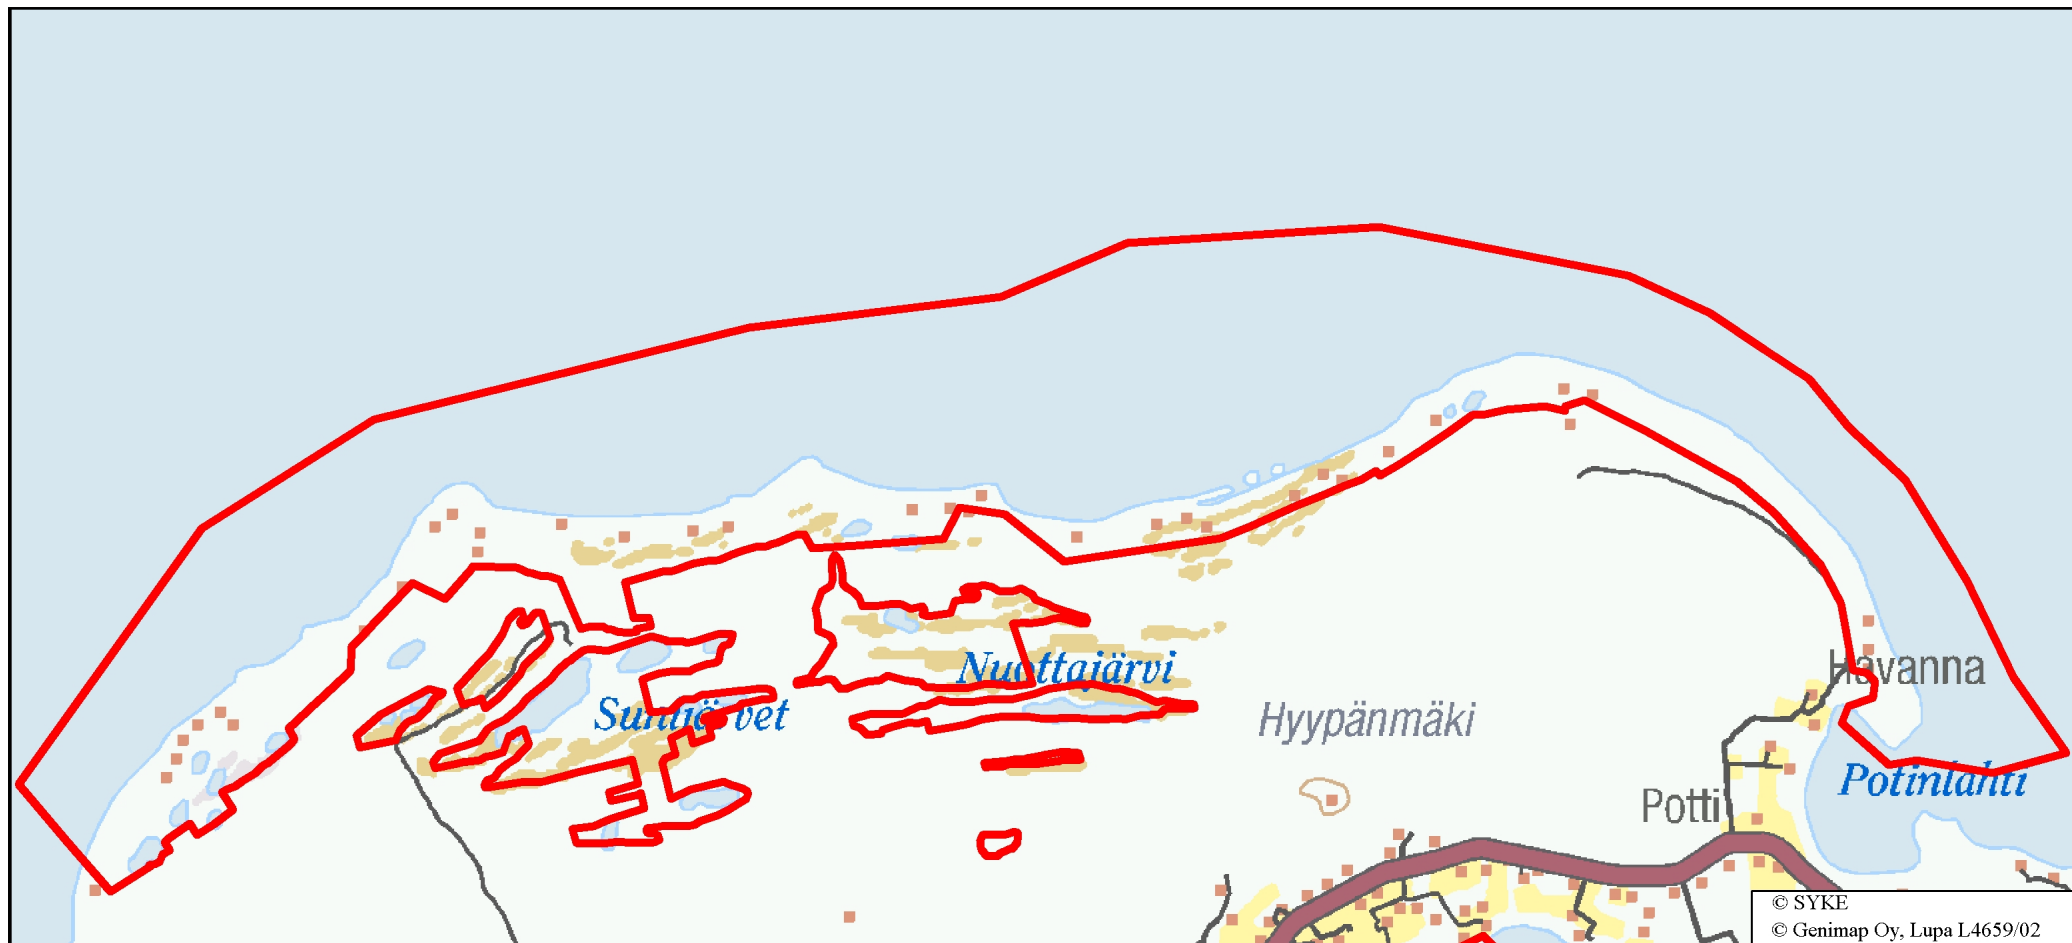 Havanna
Nuottajärvi
Hyypänmäki
Potinlahti
Potti
© SYKE
© Genimap Oy, Lupa L4659/02